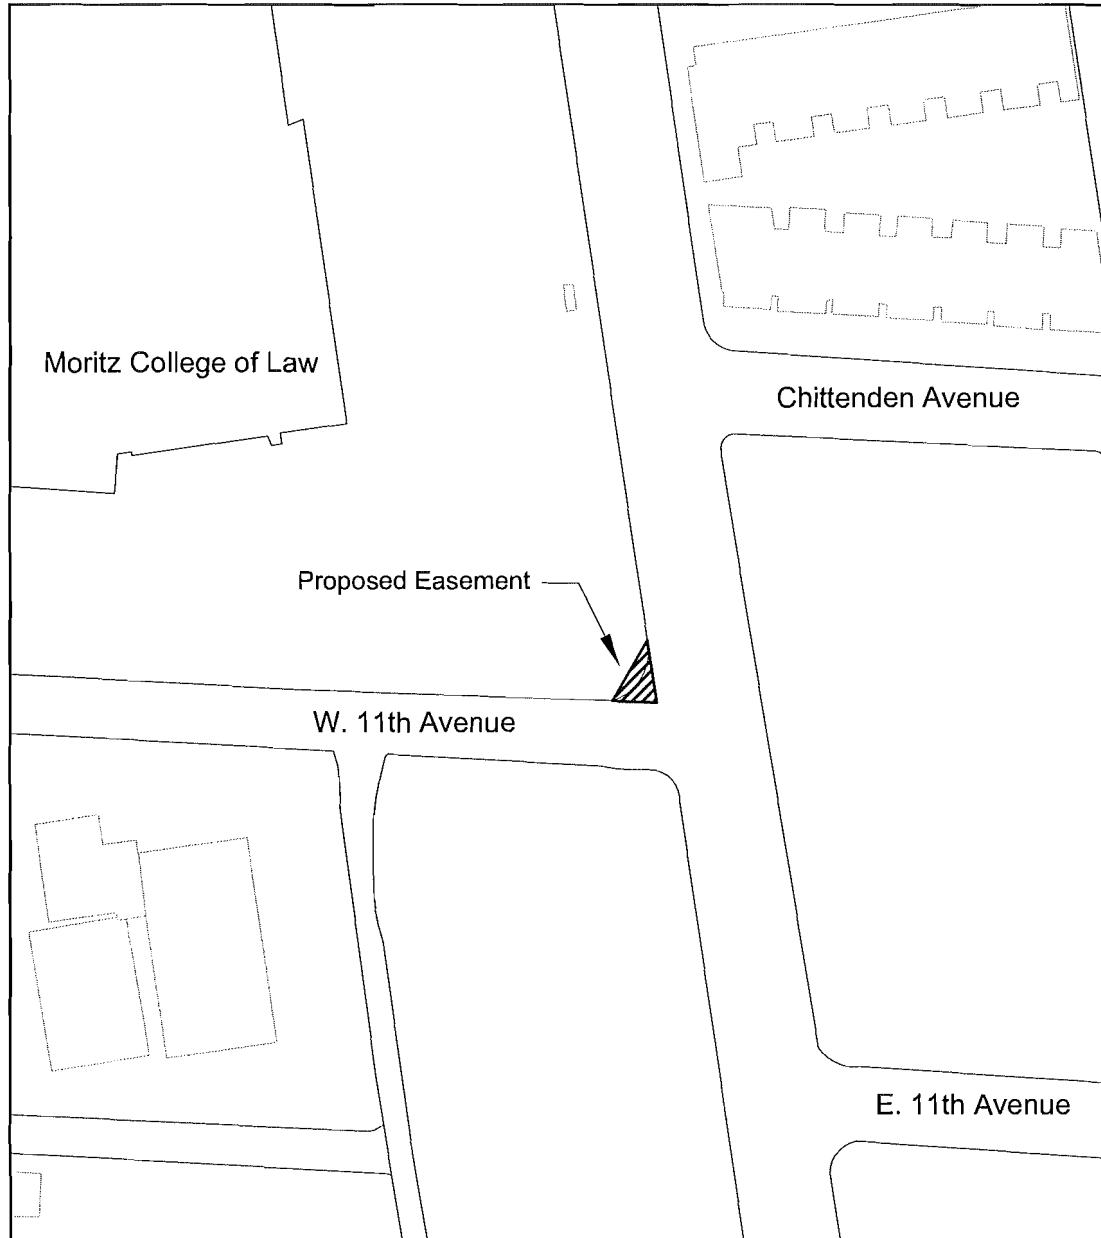 Moritz College of Law
Chittenden Avenue
Proposed Easement
W. 11th Avenue
E. 11th Avenue